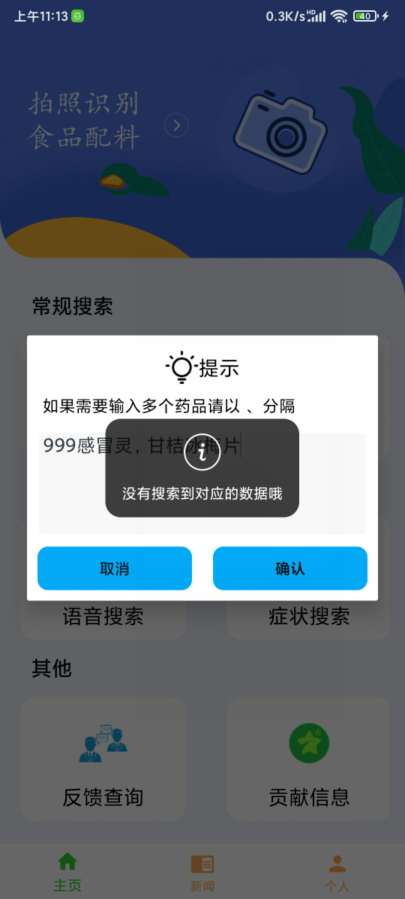 上午11:13
0.3K/s
HD
40
拍照识别
食品配料
常规搜索
提示
如果需要输入多个药品请以 、分隔
999感冒灵, 甘桔冰梅片
没有搜索到对应的数据哦
取消
确认
语音搜索
症状搜索
其他
反馈查询
贡献信息
主页
新闻
个人